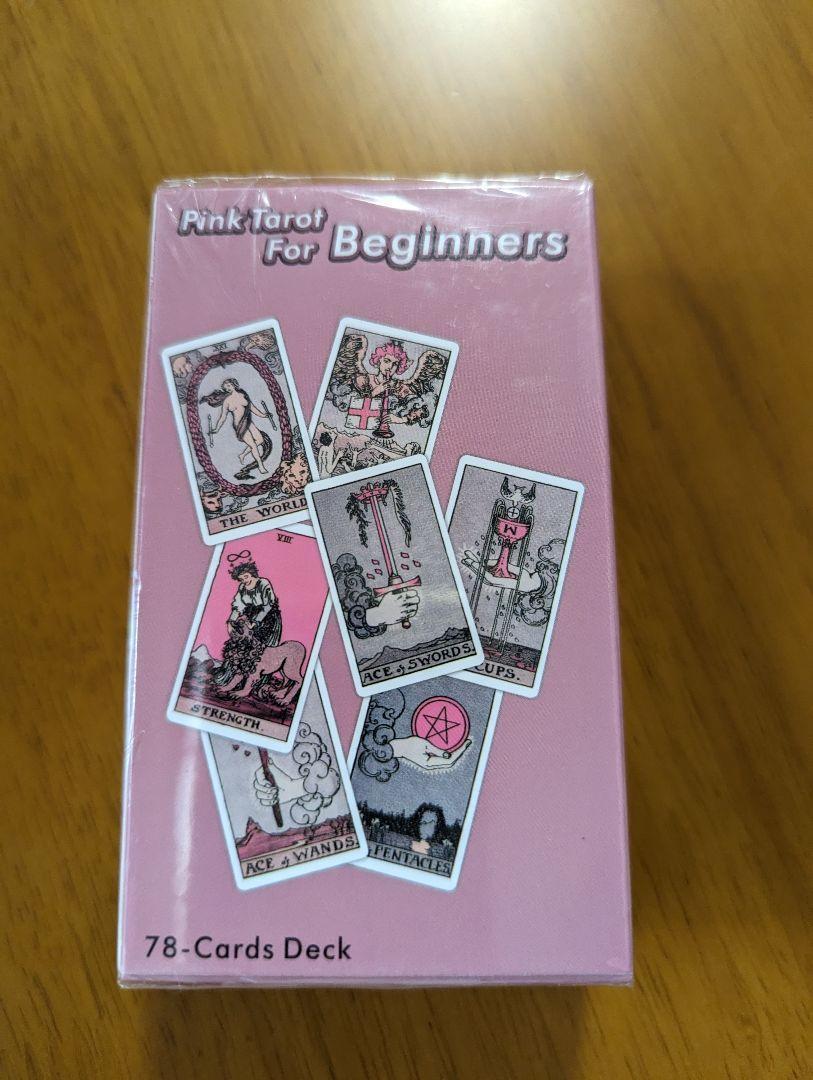 Pink Tarot
For Beginners
XXI
THE WORLD
VIII
STRENGTH.
ACE of SWORDS.
CUPS.
ACE of WANDS.
PENTACLES
78-Cards Deck